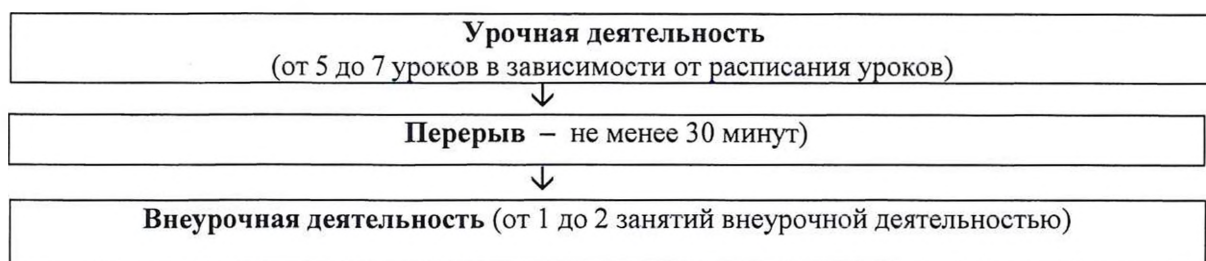 Урочная деятельность
(от 5 до 7 уроков в зависимости от расписания уроков)
Перерыв – не менее 30 минут)
Внеурочная деятельность (от 1 до 2 занятий внеурочной деятельностью)